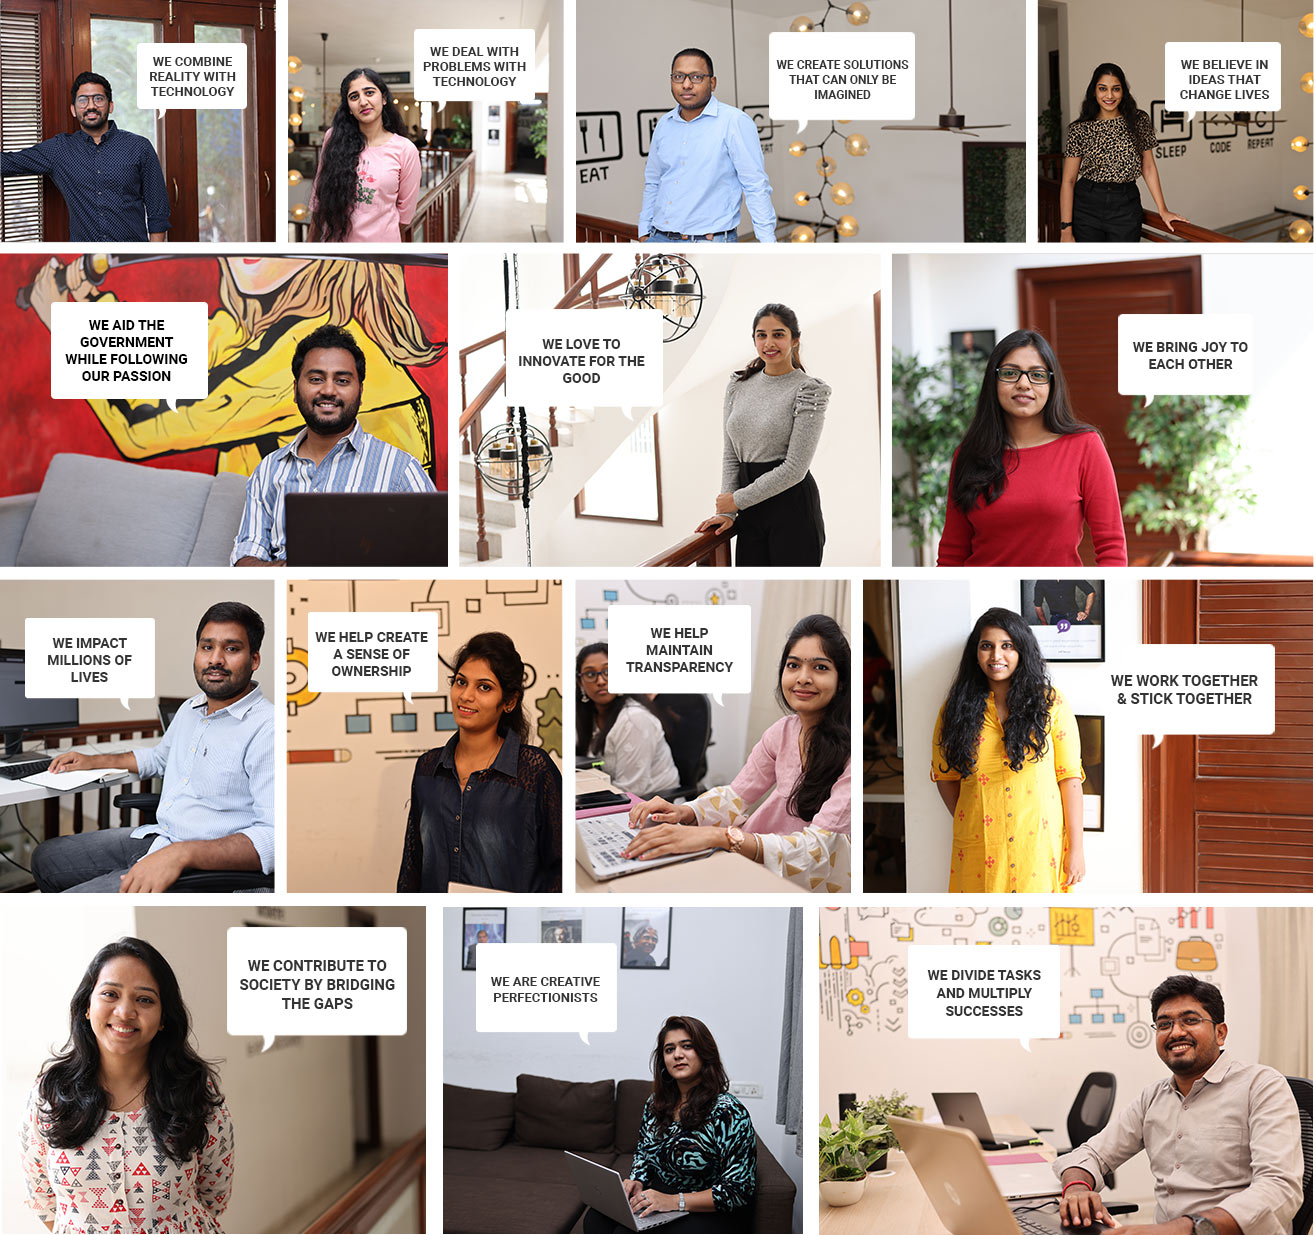 WE COMBINE
REALITY WITH
TECHNOLOGY
WE DEAL WITH
PROBLEMS WITH
TECHNOLOGY
WE CREATE SOLUTIONS
THAT CAN ONLY BE
IMAGINED
EAT
EAT
WE BELIEVE IN
IDEAS THAT
CHANGE LIVES
SLEEP
CODE
REPEAT
WE AID THE
GOVERNMENT
WHILE FOLLOWING
OUR PASSION
WE LOVE TO
INNOVATE FOR THE
GOOD
WE BRING JOY TO
EACH OTHER
WE IMPACT
MILLIONS OF
LIVES
WE HELP CREATE
A SENSE OF
OWNERSHIP
WE HELP
MAINTAIN
TRANSPARENCY
WE WORK TOGETHER
& STICK TOGETHER
WE CONTRIBUTE TO
SOCIETY BY BRIDGING
THE GAPS
WE ARE CREATIVE
PERFECTIONISTS
WE DIVIDE TASKS
AND MULTIPLY
SUCCESSES